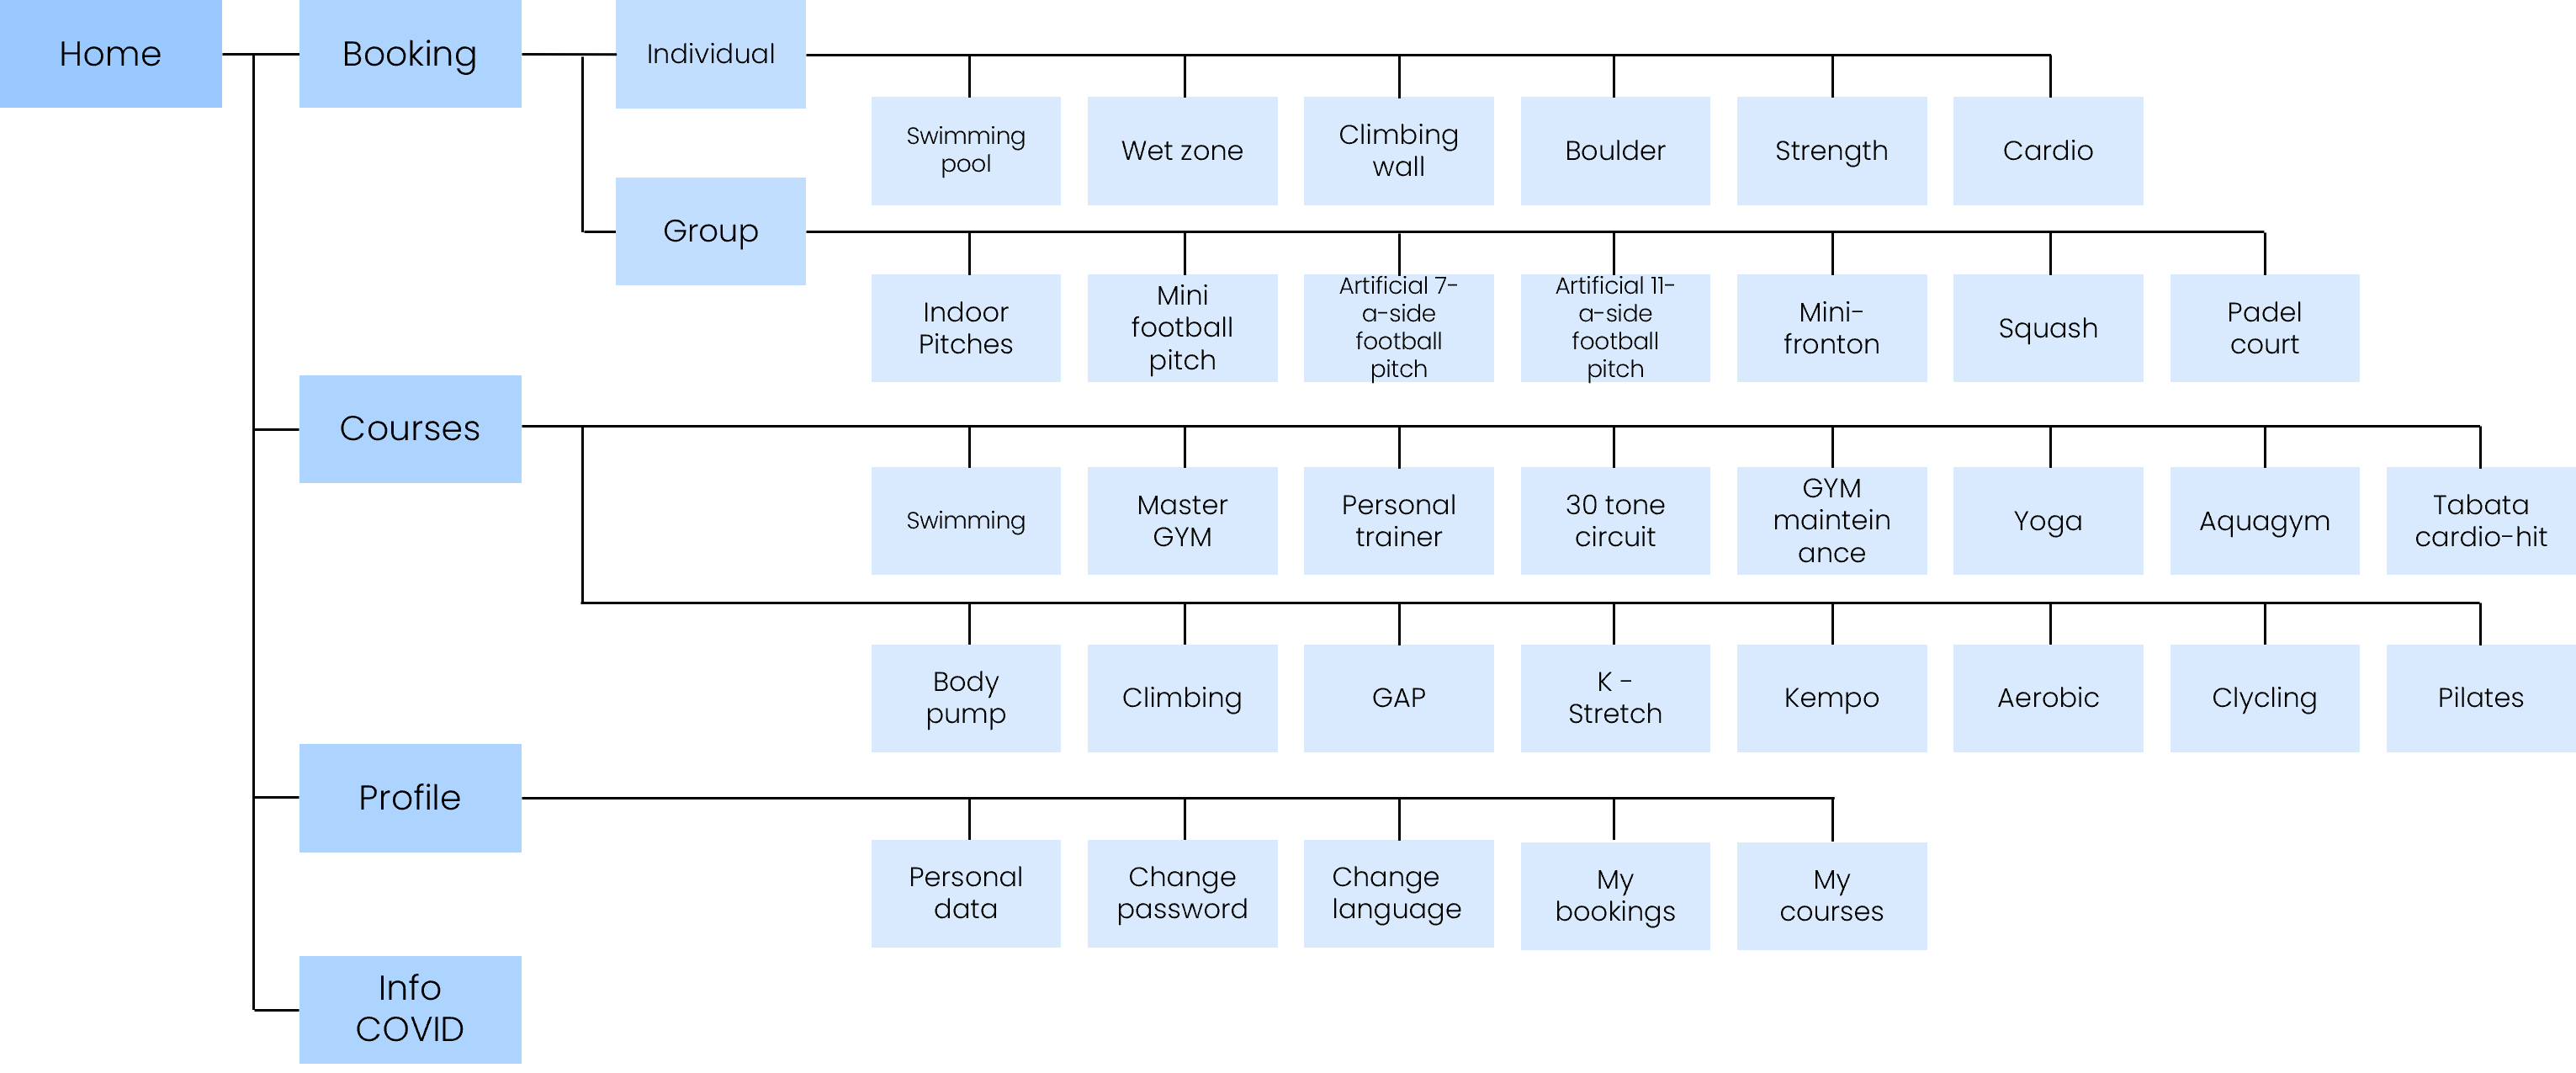 Home
Booking
Individual
Swimming
pool
Wet zone
Climbing
wall
Boulder
Strength
Cardio
Group
Indoor
Pitches
Mini
football
pitch
Artificial 7-
a-side
football
pitch
Artificial 11-
a-side
football
pitch
Mini-
fronton
Squash
Padel
court
Courses
Swimming
Master
GYM
Personal
trainer
30 tone
circuit
GYM
maintein
ance
Yoga
Aquagym
Tabata
cardio-hit
Body
pump
Climbing
GAP
K -
Stretch
Kempo
Aerobic
Clycling
Pilates
Profile
Personal
data
Change
password
Change
language
My
bookings
My
courses
Info
COVID